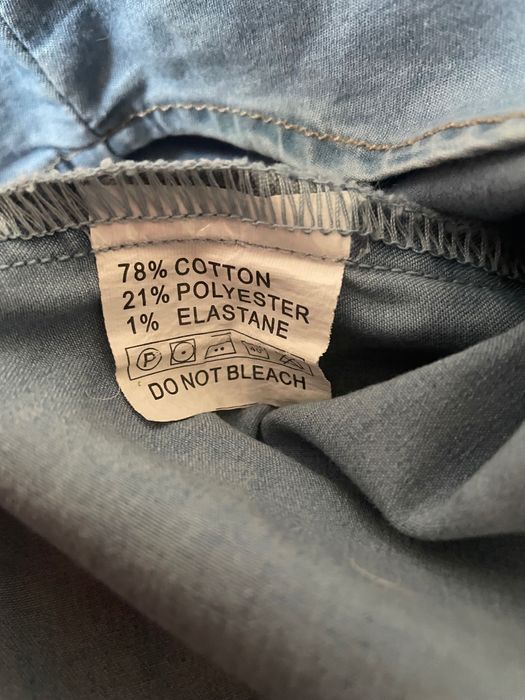 78% COTTON
21% POLYESTER
1% ELASTANE
P
DO NOT BLEACH